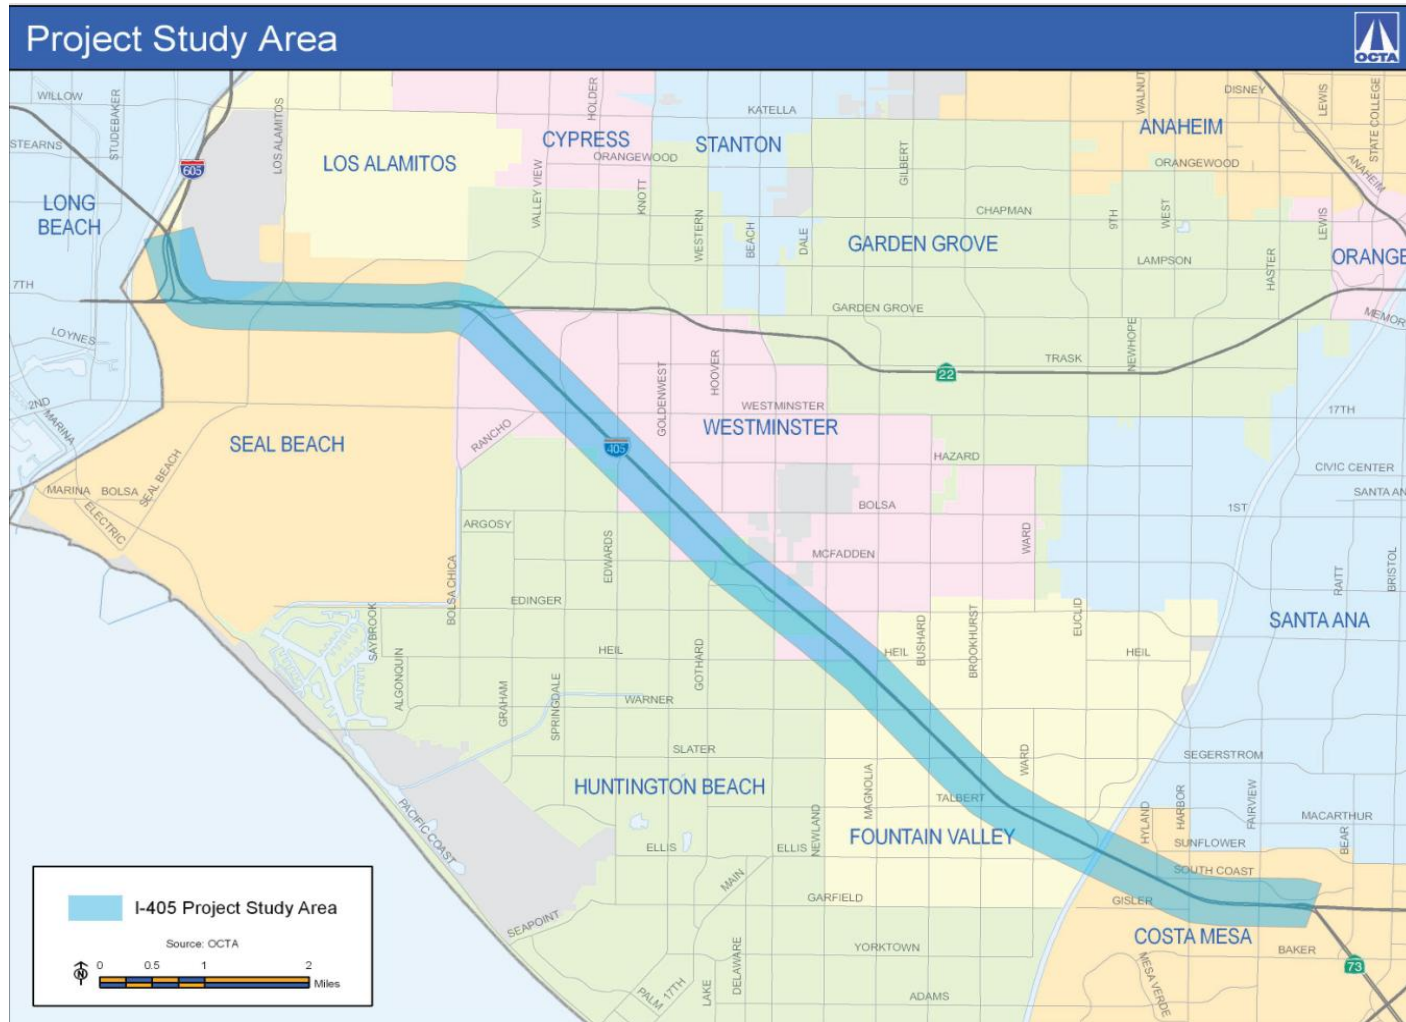 Project Study Area
OCTA
WILLOW
STUDEBAKER
LOS ALAMITOS
HOLDER
KATELLA
WALNUT
DISNEY
LEWIS
STATE COLLEGE
STEARNS
605
LOS ALAMITOS
CYPRESS
STANTON
ANAHEIM
ORANGEWOOD
GILBERT
ORANGEWOOD
ANAHEIM
LONG
BEACH
VALLEY VIEW
KNOTT
WESTERN
BEACH
DALE
CHAPMAN
9TH
WEST
LEWIS
GARDEN GROVE
LAMPSON
HASTER
ORANGE
7TH
GARDEN GROVE
MEMOR
LOYNES
HOOVER
NEWHOPE
TRASK
22
2ND
MARINA
GOLDENWEST
WESTMINSTER
17TH
SEAL BEACH
RANCHO
405
WESTMINSTER
HAZARD
CIVIC CENTER
MARINA
BOLSA
SEAL BEACH
SANTA AN
ELECTRIC
ARGOSY
BOLSA
1ST
EDWARDS
MCFADDEN
WARD
BOLSA CHICA
RAITT
BRISTOL
EDINGER
EUCLID
SANTA ANA
SAYBROOK
ALGONQUIN
HEIL
GOTHARD
HEIL
BUSHARD
BROOKHURST
HEIL
GRAHAM
SPRINGDALE
WARNER
SLATER
WARD
SEGERSTROM
HUNTINGTON BEACH
MAGNOLIA
TALBERT
HYLAND
HARBOR
FAIRVIEW
MACARTHUR
PACIFIC COAST
NEWLAND
FOUNTAIN VALLEY
SUNFLOWER
BEAR
ELLIS
ELLIS
MAIN
SOUTH COAST
GARFIELD
GISLER
SEAPOINT
YORKTOWN
COSTA MESA
BAKER
DELAWARE
LAKE
PALM
17TH
ADAMS
MESA VERDE
73
I-405 Project Study Area
Source: OCTA
N
0 0.5 1 2
Miles